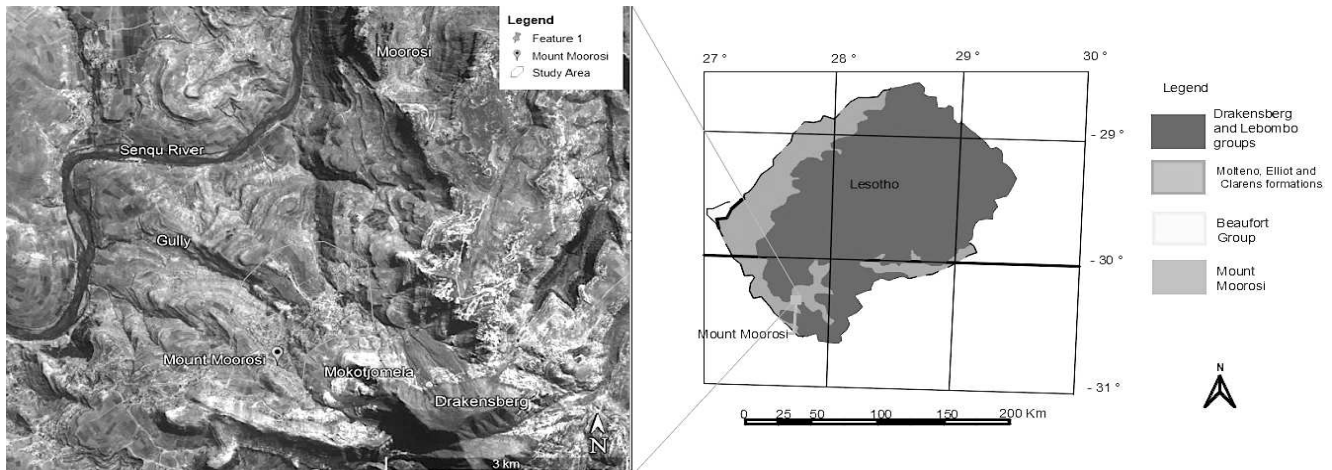 Legend
Feature 1
Mount Moorosi
Study Area
Moorosi
Senqu River
Gully
Mount Moorosi
Mokotjomela
Drakensberg
N
3 km
27 °
28 °
29 °
30 °
- 29 °
- 30 °
- 31 °
Lesotho
Mount Moorosi
0 25 50 100 150 200 Km
Legend
Drakensberg
and Lebombo
groups
Molteno, Elliot and
Clarens formations
Beaufort
Group
Mount
Moorosi
N